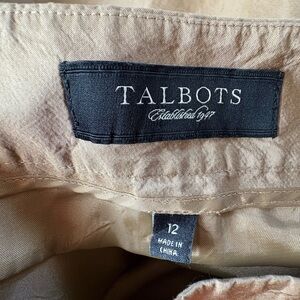 TALBOTS
Established 1947
12
MADE IN
CHINA